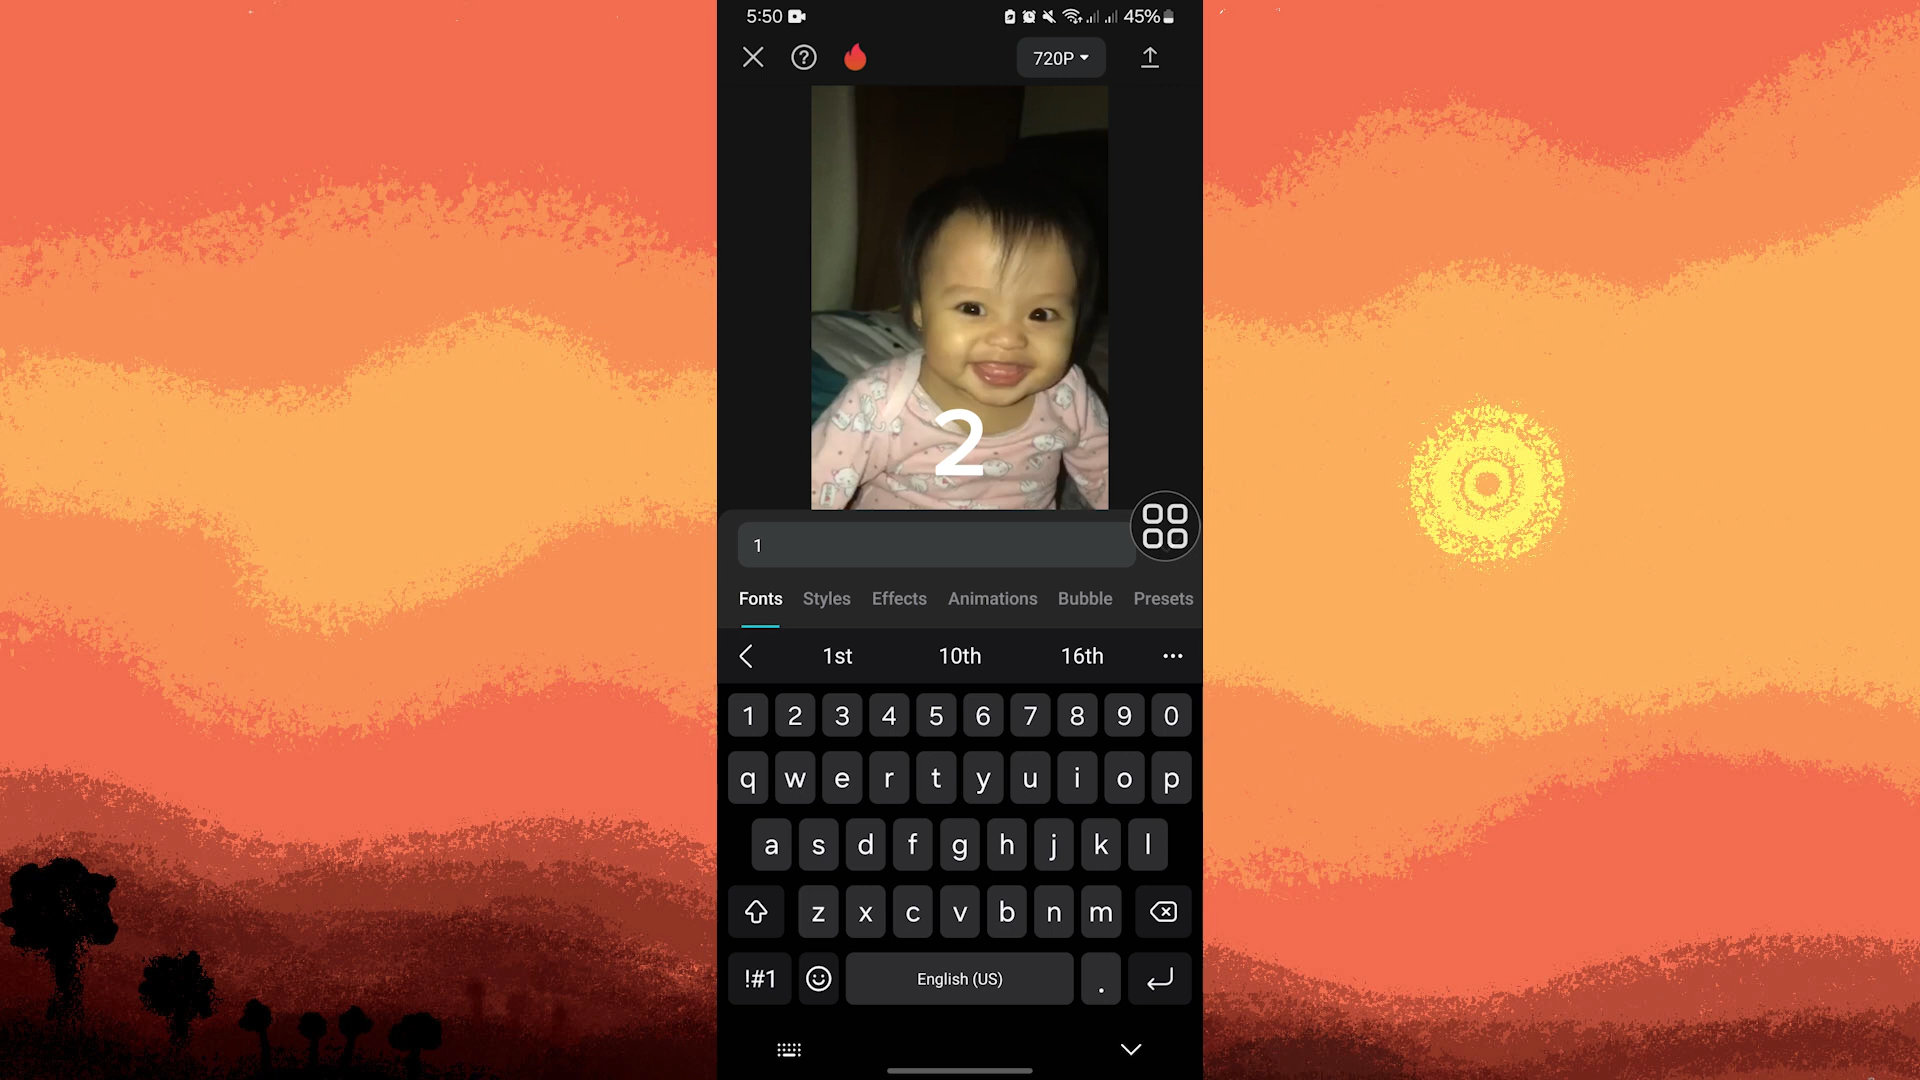 5:50 45%
720P
2
1
Fonts Styles Effects Animations Bubble Presets
1st 10th 16th ...
1 2 3 4 5 6 7 8 9 0
q w e r t y u i o p
a s d f g h j k l
z x c v b n m
!#1 English (US) .